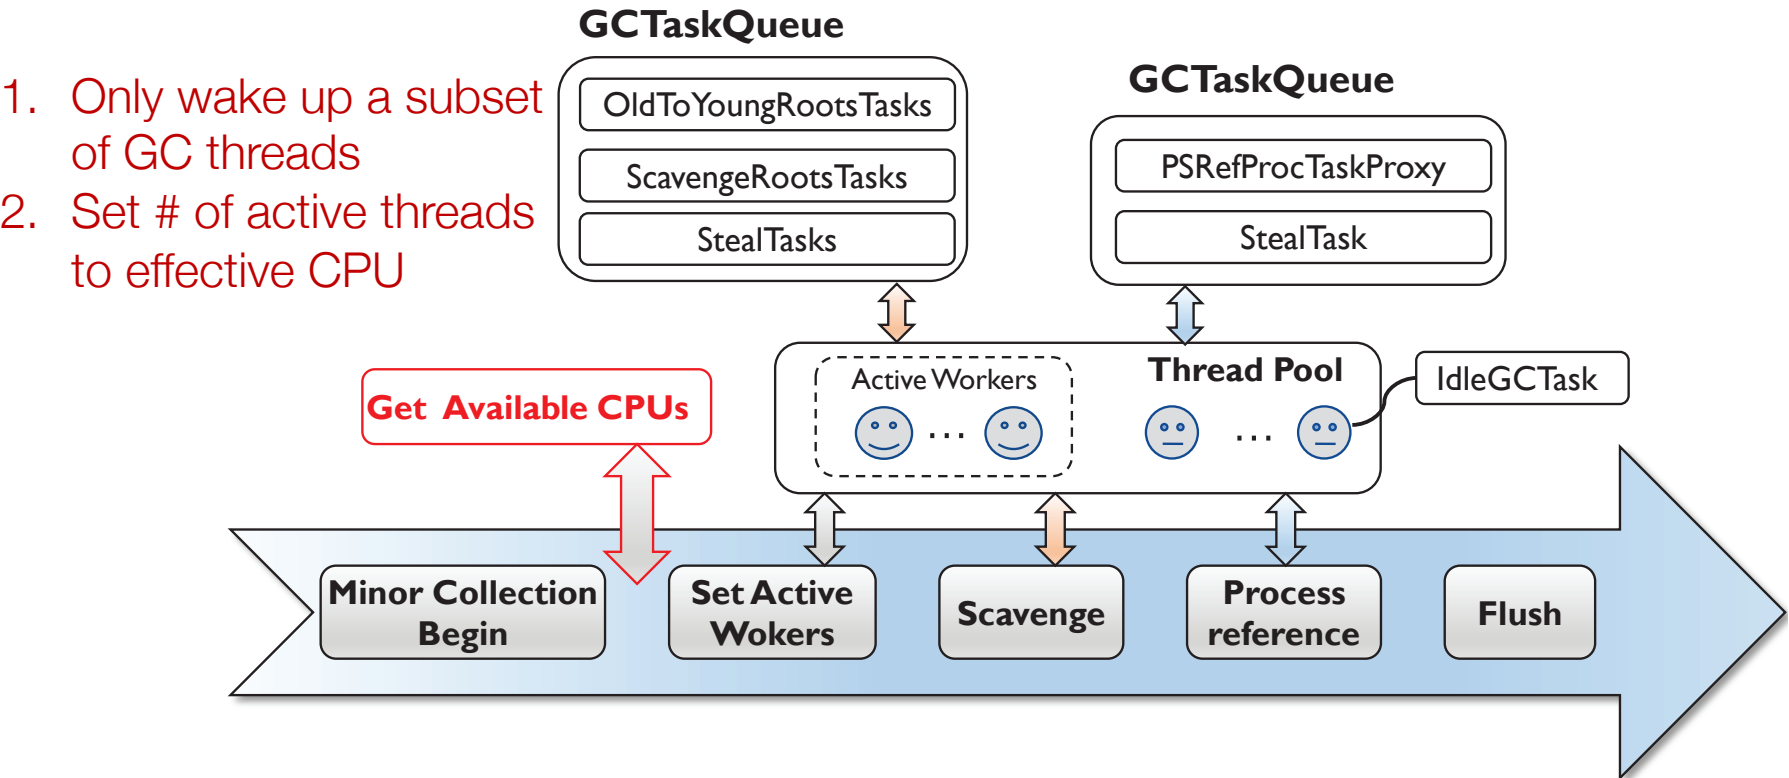 1. Only wake up a subset
of GC threads
2. Set # of active threads
to effective CPU
GCTaskQueue
OldToYoungRootsTasks
ScavengeRootsTasks
StealTasks
GCTaskQueue
PSRefProcTaskProxy
StealTask
Get Available CPUs
Active Workers
...
Thread Pool
...
IdleGCTask
Minor Collection
Begin
Set Active
Wokers
Scavenge
Process
reference
Flush